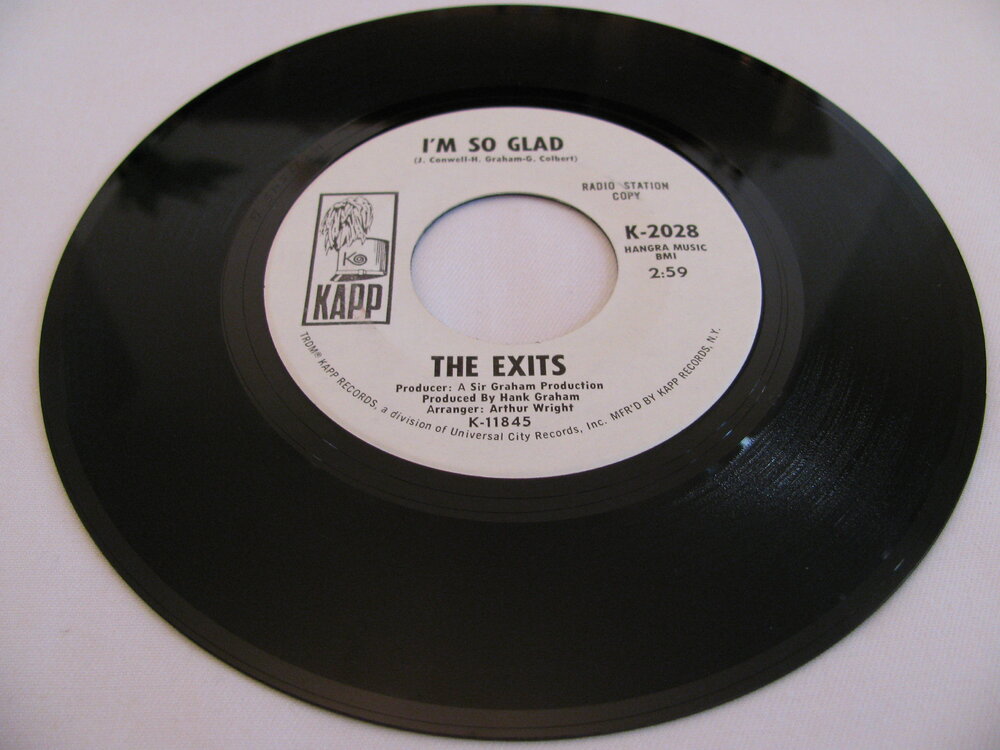 I'M SO GLAD
(J. Conwell-H. Graham-G. Colbert)
RADIO STATION
COPY
K-2028
HANGRA MUSIC
BMI
2:59
K
KAPP
THE EXITS
Producer: A Sir Graham Production
Produced By Hank Graham
Arranger: Arthur Wright
K-11845
TRDM® KAPP RECORDS, a division of Universal City Records, Inc. MFR'D BY KAPP RECORDS, N.Y.